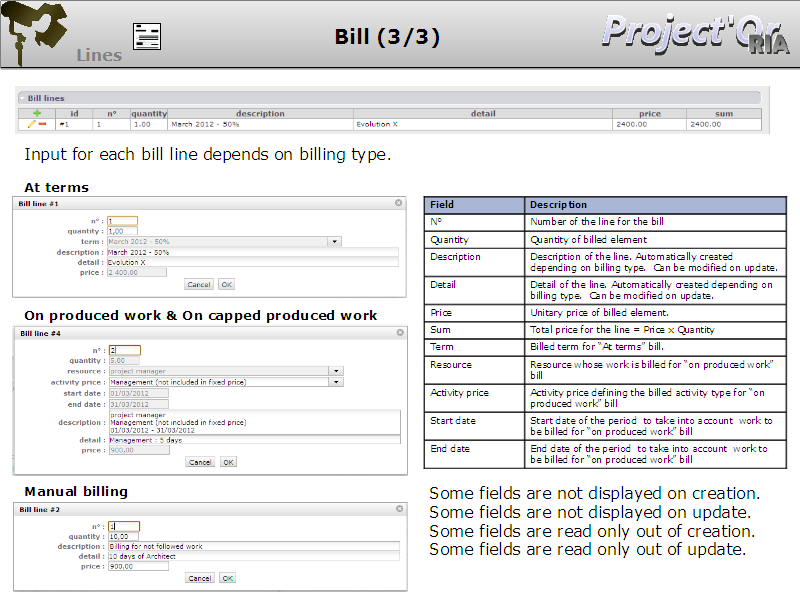 Lines
Bill (3/3)
Project'Or
RIA
Bill lines
id n° quantity description detail price sum
#1 1 1.00 March 2012 - 50% Evolution X 2400.00 2400.00
Input for each bill line depends on billing type.
At terms
Bill line #1
n° : 1
quantity : 1,00
term : March 2012 - 50%
description : March 2012 - 50%
detail : Evolution X
price : 2 400,00
Cancel OK
On produced work & On capped produced work
Bill line #4
n° : 2
quantity : 5,00
resource : project manager
activity price : Management (not included in fixed price)
start date : 01/03/2012
end date : 31/03/2012
description : project manager
Management (not included in fixed price)
01/03/2012 - 31/03/2012
detail : Management : 5 days
price : 900,00
Cancel OK
Manual billing
Bill line #2
n° : 1
quantity : 10,00
description : Billing for not followed work
detail : 10 days of Architect
price : 900,00
Cancel OK
Field Description
N° Number of the line for the bill
Quantity Quantity of billed element
Description Description of the line. Automatically created
depending on billing type. Can be modified on update.
Detail Detail of the line. Automatically created depending on
billing type. Can be modified on update.
Price Unitary price of billed element.
Sum Total price for the line = Price x Quantity
Term Billed term for “At terms” bill.
Resource Resource whose work is billed for “on produced work”
bill
Activity price Activity price defining the billed activity type for “on
produced work” bill
Start date Start date of the period to take into account work to
be billed for “on produced work” bill
End date End date of the period to take into account work to
be billed for “on produced work” bill
Some fields are not displayed on creation.
Some fields are not displayed on update.
Some fields are read only out of creation.
Some fields are read only out of update.